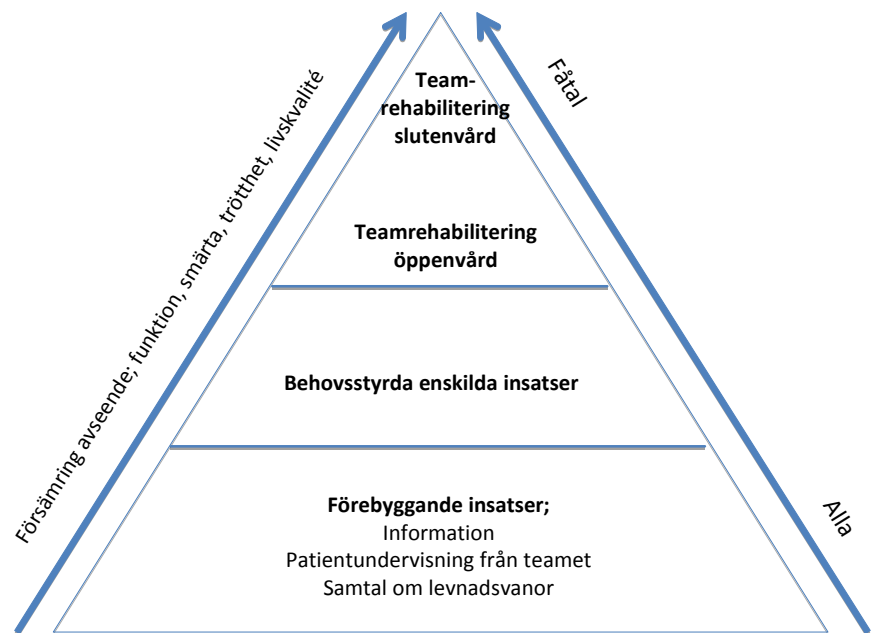 Team-
rehabilitering
slutenvård
Fåtal
Försämring avseende; funktion, smärta, trötthet, livskvalité
Teamrehabilitering
öppenvård
Behovsstyrda enskilda insatser
Förebyggande insatser;
Information
Patientundervisning från teamet
Samtal om levnadsvanor
Alla